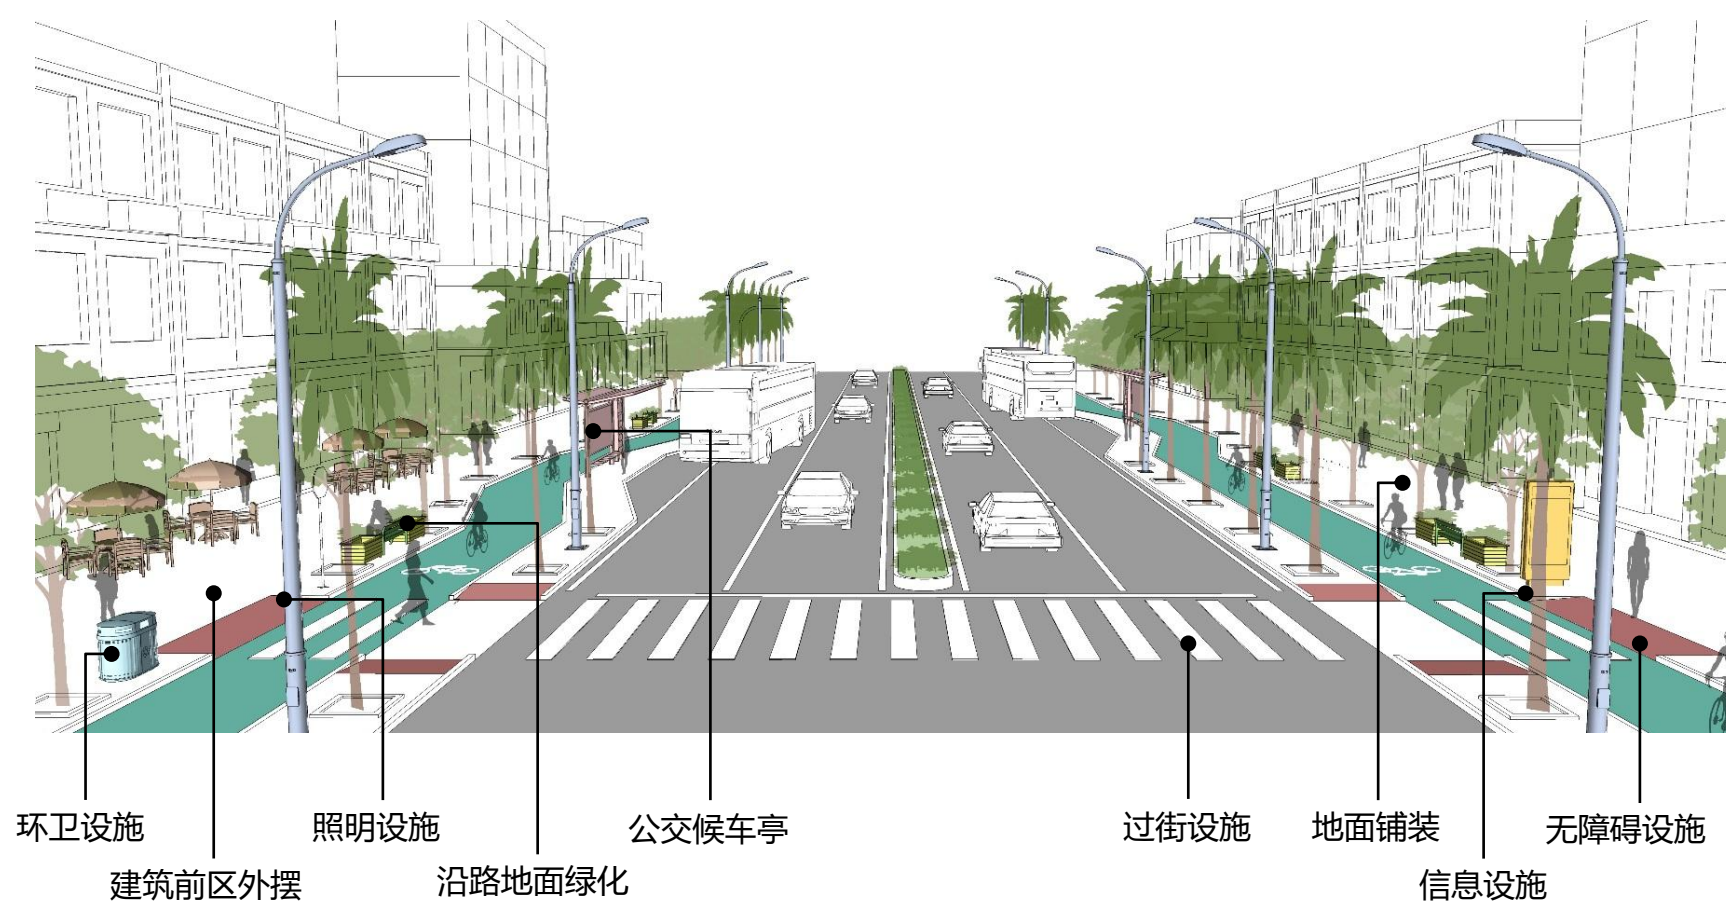 环卫设施
照明设施
公交候车亭
过街设施
地面铺装
无障碍设施
建筑前区外摆
沿路地面绿化
信息设施